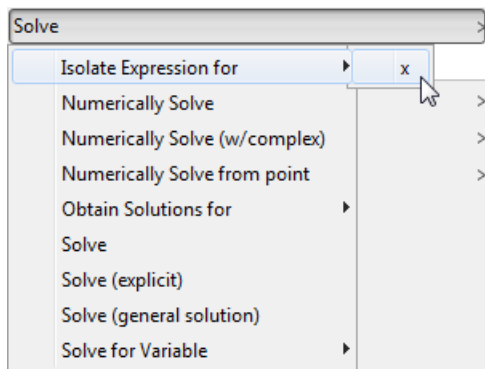 Solve
Isolate Expression for x
Numerically Solve
Numerically Solve (w/complex)
Numerically Solve from point
Obtain Solutions for
Solve
Solve (explicit)
Solve (general solution)
Solve for Variable